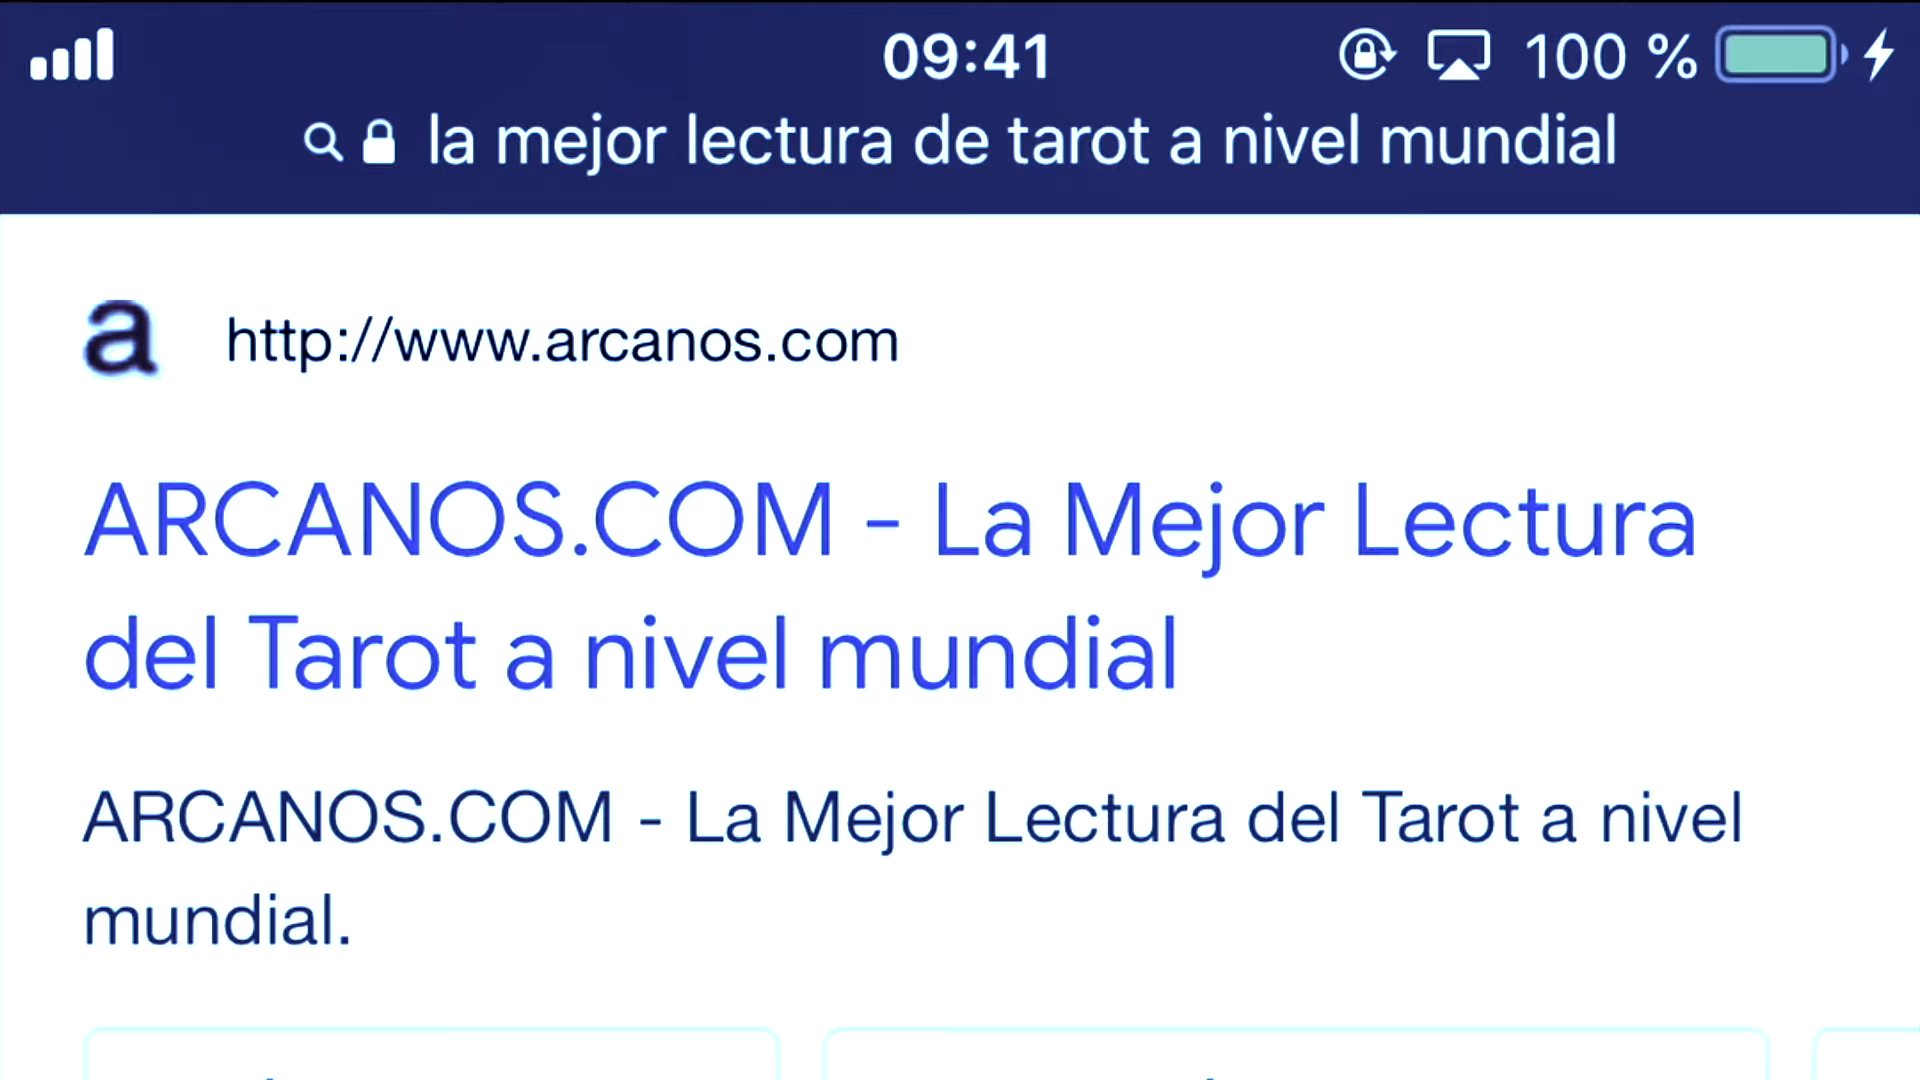 09:41
100 %
la mejor lectura de tarot a nivel mundial
a
http://www.arcanos.com
ARCANOS.COM - La Mejor Lectura
del Tarot a nivel mundial
ARCANOS.COM - La Mejor Lectura del Tarot a nivel
mundial.